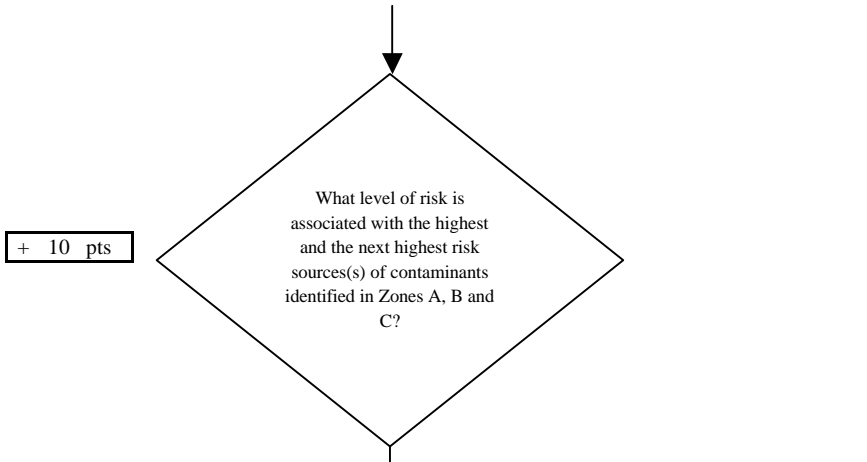 What level of risk is
associated with the highest
and the next highest risk
sources(s) of contaminants
identified in Zones A, B and
C?
+ 10 pts